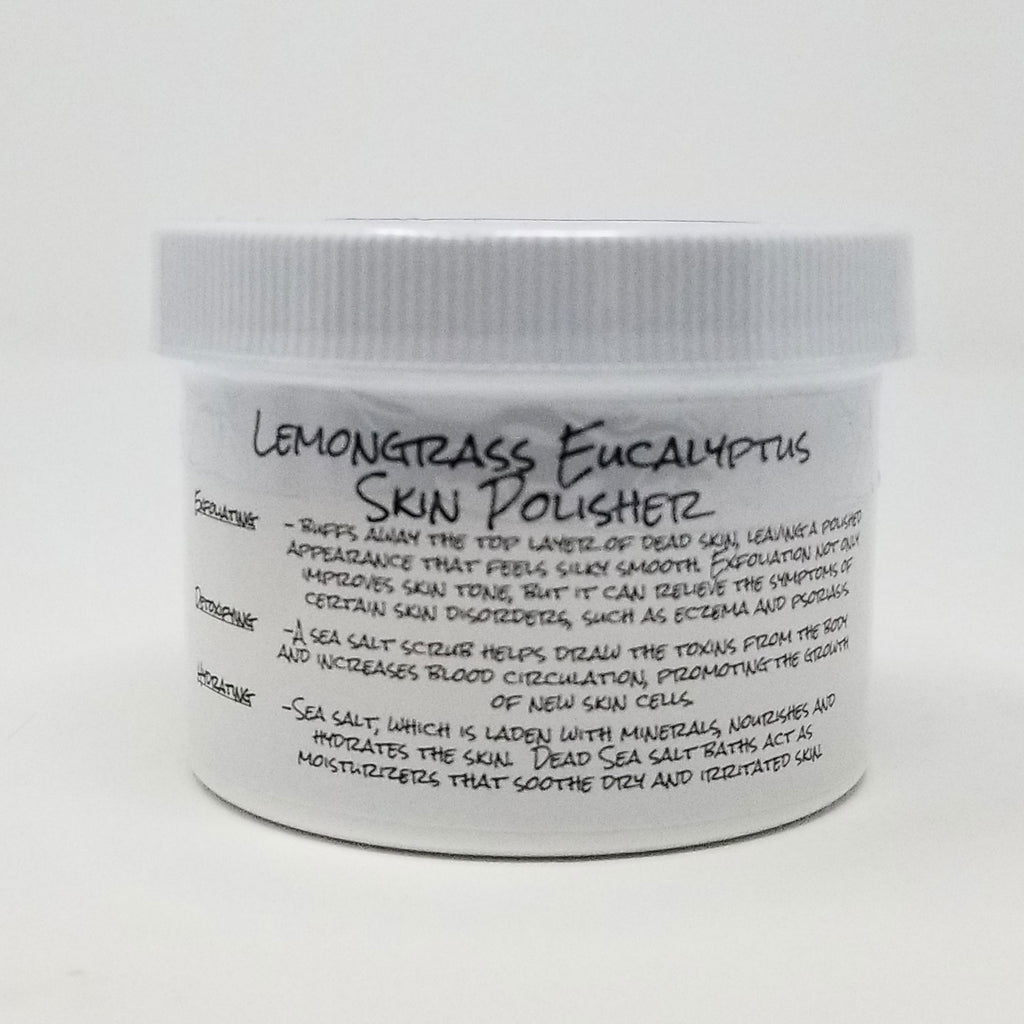 Lemongrass Eucalyptus
Skin Polisher
Exfoliating
- Buffs away the top layer of dead skin, leaving a polished
appearance that feels silky smooth. Exfoliation not only
improves skin tone, but it can relieve the symptoms of
certain skin disorders, such as eczema and psoriass
Detoxifying
-A sea salt scrub helps draw the toxins from the body
and increases blood circulation, promoting the growth
of new skin cells.
Hydrating
-Sea salt, which is laden with minerals, nourishes and
hydrates the skin. Dead Sea salt baths act as
moisturizers that soothe dry and irritated skin.